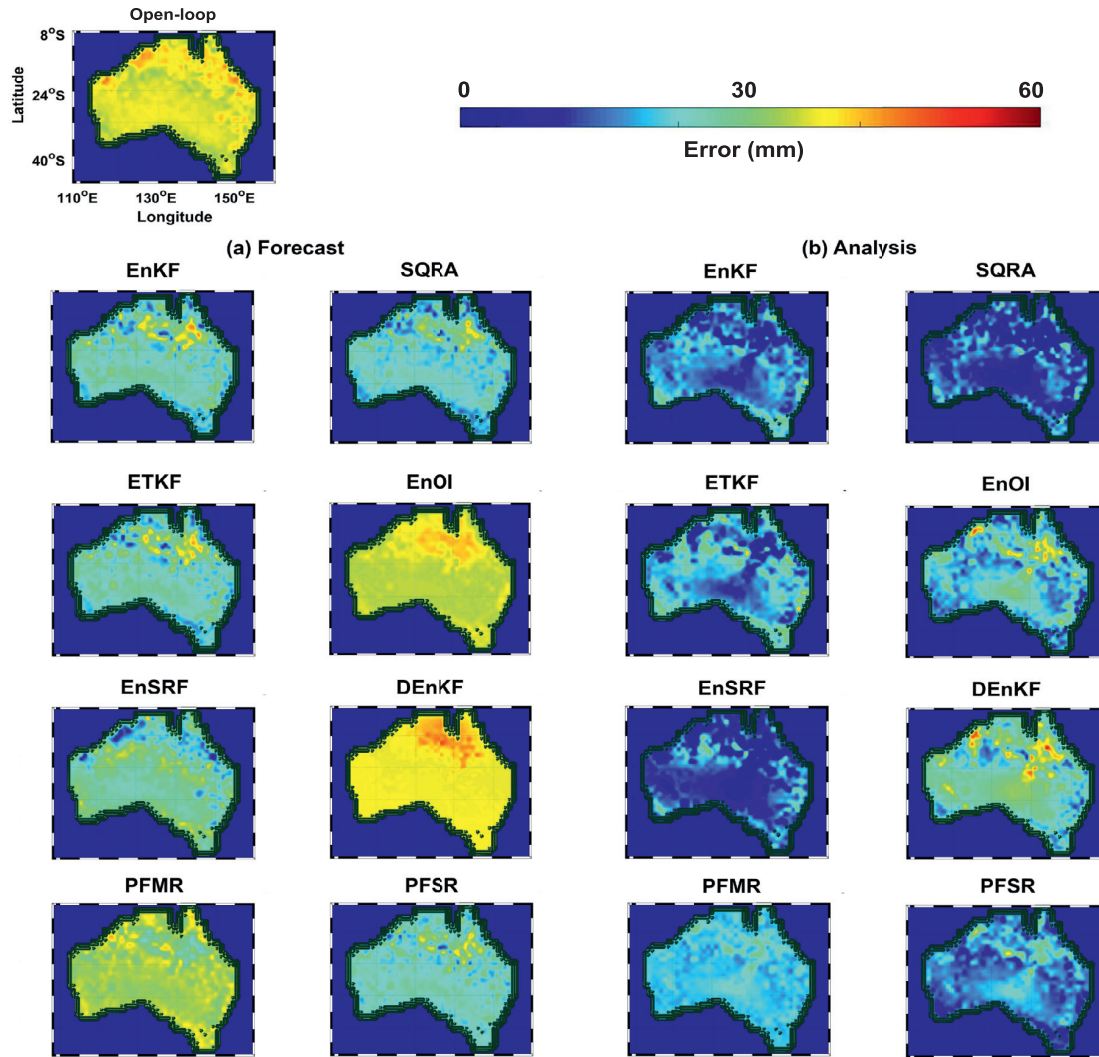 Open-loop
8°S
24°S
40°S
Latitude
110°E 130°E 150°E
Longitude
0 30 60
Error (mm)
(a) Forecast (b) Analysis
EnKF SQRA EnKF SQRA
ETKF EnOI ETKF EnOI
EnSRF DEnKF EnSRF DEnKF
PFMR PFSR PFMR PFSR